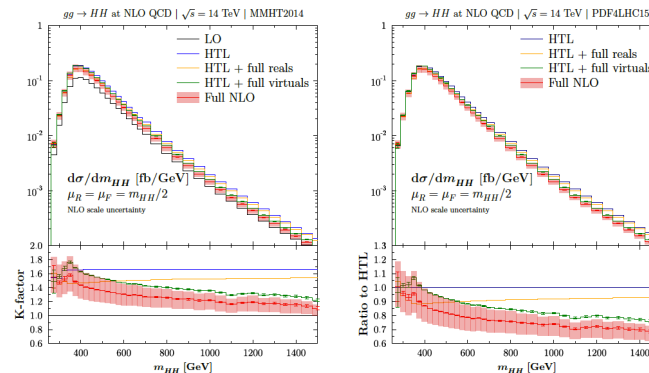 gg → HH at NLO QCD | √s = 14 TeV | MMHT2014
LO
HTL
HTL + full reals
HTL + full virtuals
Full NLO
10⁻¹
10⁻²
10⁻³
dσ/dm_HH [fb/GeV]
μ_R = μ_F = m_HH/2
NLO scale uncertainty
2.0
1.8
1.6
1.4
1.2
1.0
0.8
0.6
K-factor
400
600
800
1000
1200
1400
m_HH [GeV]
gg → HH at NLO QCD | √s = 14 TeV | PDF4LHC15
HTL
HTL + full reals
HTL + full virtuals
Full NLO
10⁻¹
10⁻²
10⁻³
dσ/dm_HH [fb/GeV]
μ_R = μ_F = m_HH/2
NLO scale uncertainty
1.3
1.2
1.1
1.0
0.9
0.8
0.7
0.6
Ratio to HTL
400
600
800
1000
1200
1400
m_HH [GeV]